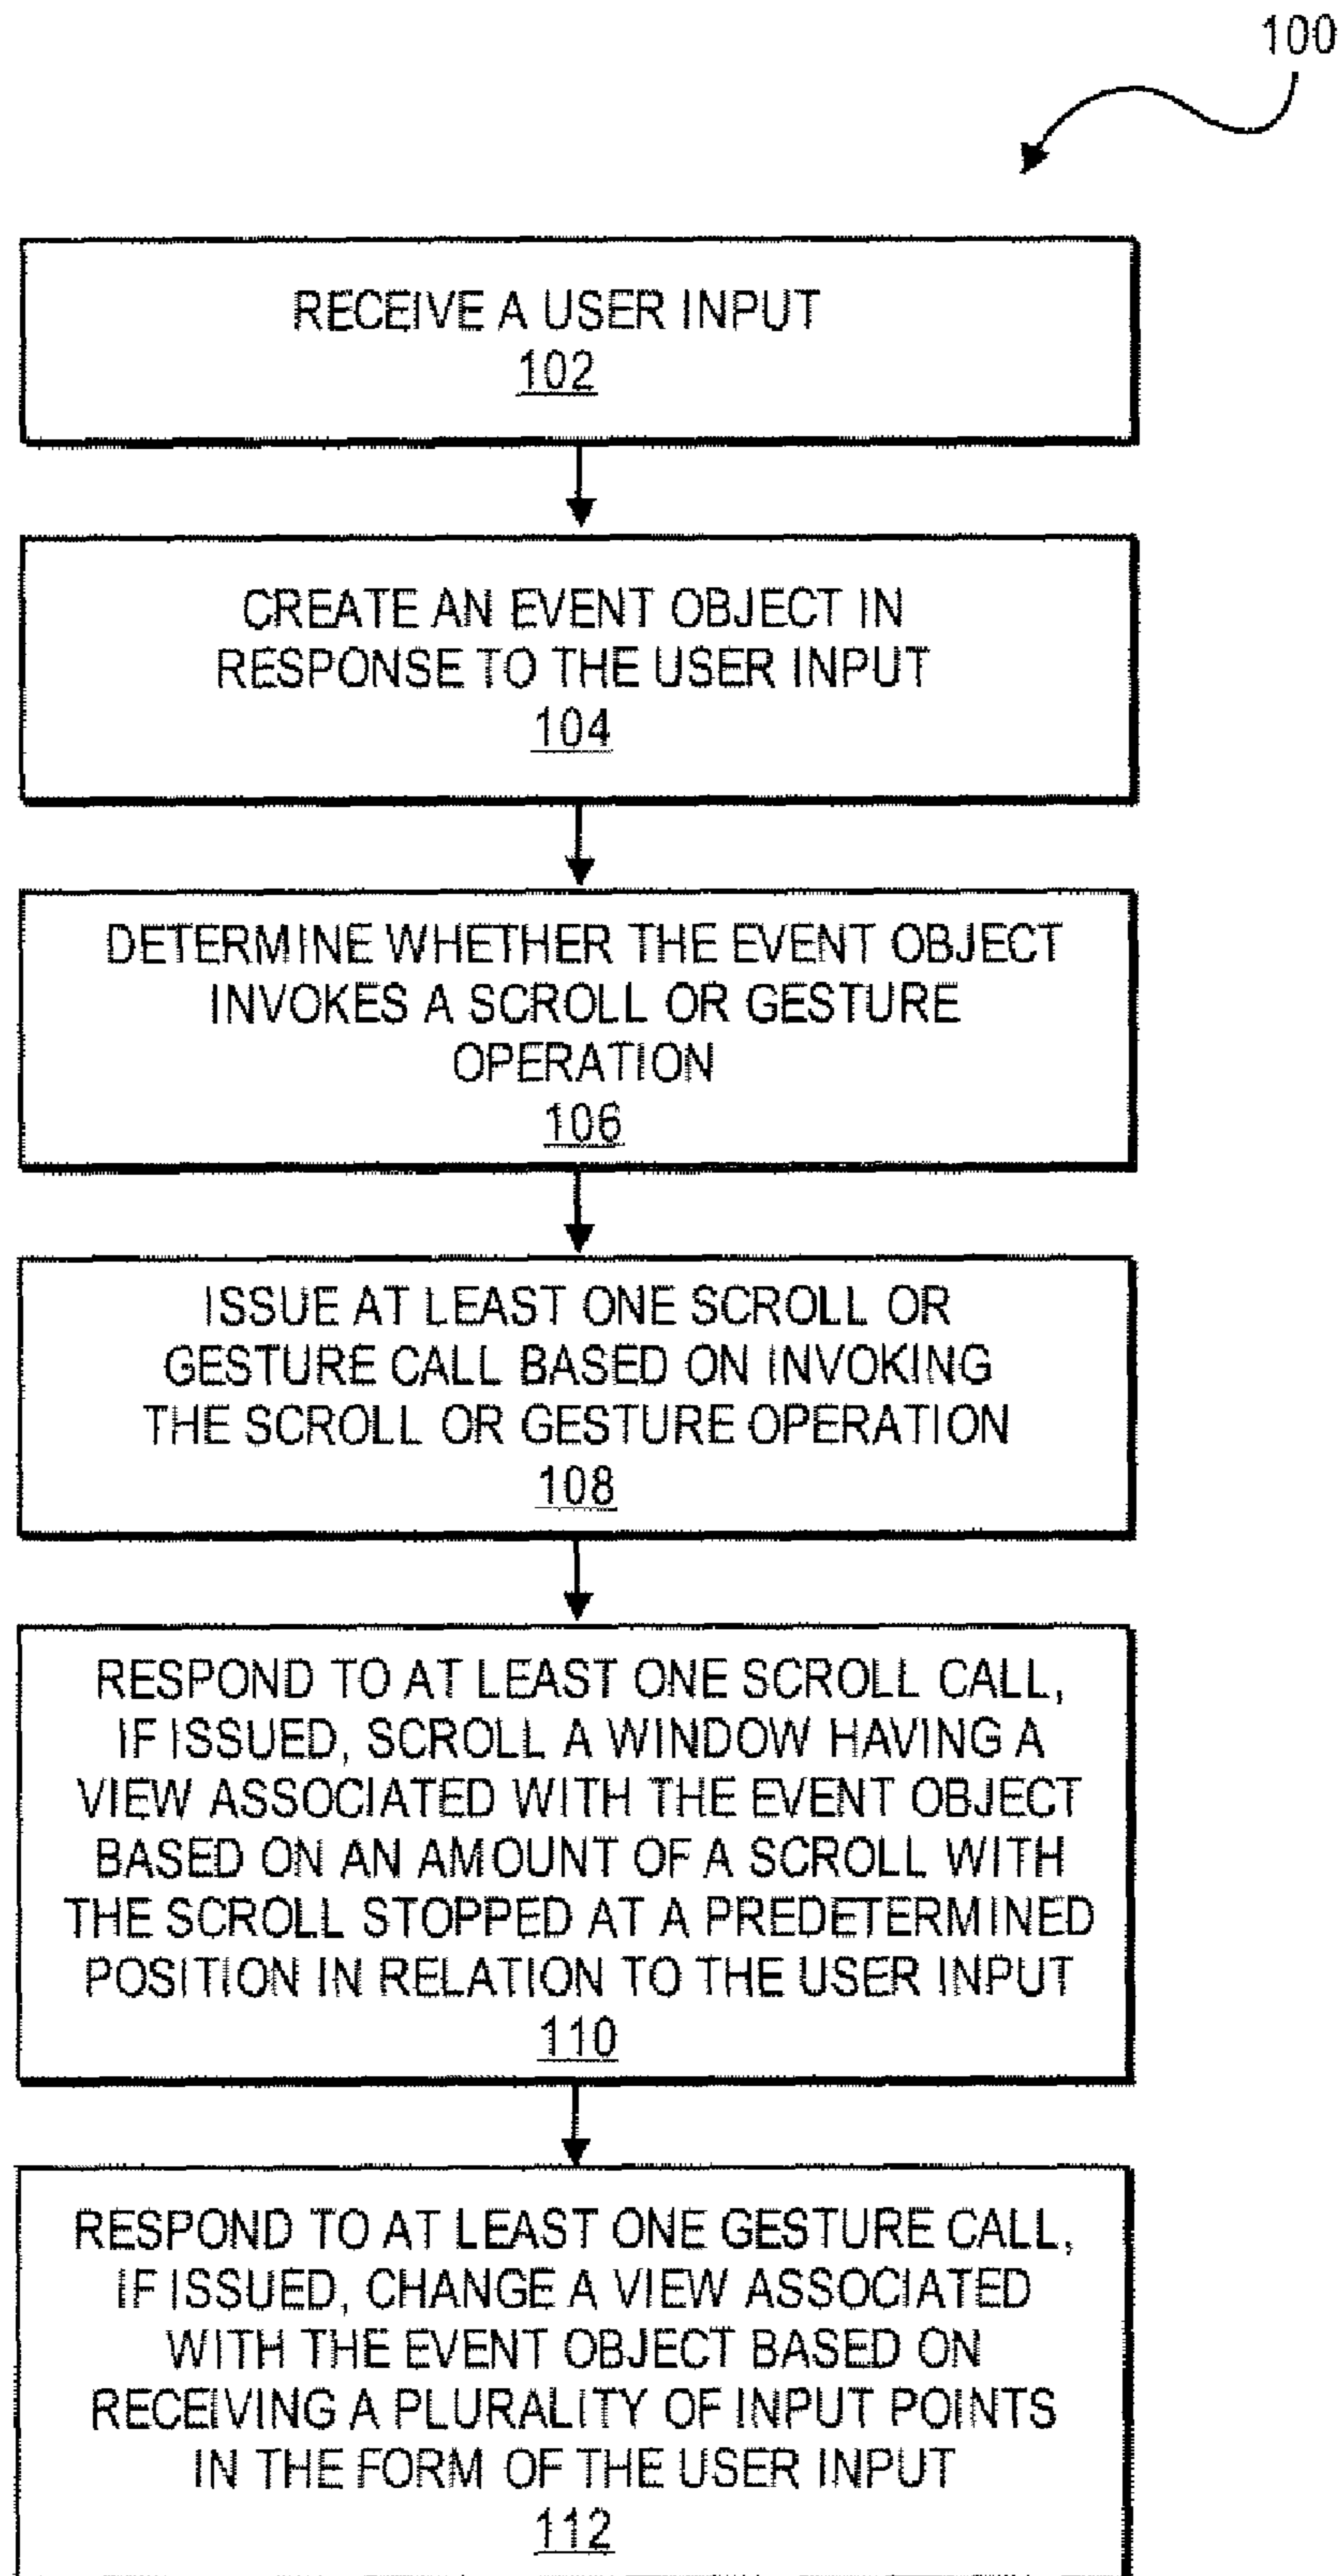 100
RECEIVE A USER INPUT
102
CREATE AN EVENT OBJECT IN
RESPONSE TO THE USER INPUT
104
DETERMINE WHETHER THE EVENT OBJECT
INVOKES A SCROLL OR GESTURE
OPERATION
106
ISSUE AT LEAST ONE SCROLL OR
GESTURE CALL BASED ON INVOKING
THE SCROLL OR GESTURE OPERATION
108
RESPOND TO AT LEAST ONE SCROLL CALL,
IF ISSUED, SCROLL A WINDOW HAVING A
VIEW ASSOCIATED WITH THE EVENT OBJECT
BASED ON AN AMOUNT OF A SCROLL WITH
THE SCROLL STOPPED AT A PREDETERMINED
POSITION IN RELATION TO THE USER INPUT
110
RESPOND TO AT LEAST ONE GESTURE CALL,
IF ISSUED, CHANGE A VIEW ASSOCIATED
WITH THE EVENT OBJECT BASED ON
RECEIVING A PLURALITY OF INPUT POINTS
IN THE FORM OF THE USER INPUT
112